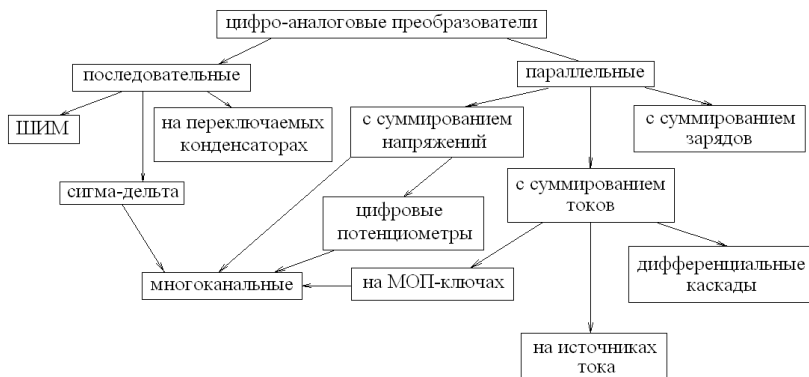 цифро-аналоговые преобразователи
последовательные
параллельные
ШИМ
на переключаемых
конденсаторах
с суммированием
напряжений
с суммированием
зарядов
сигма-дельта
с суммированием
токов
цифровые
потенциометры
многоканальные
на МОП-ключах
дифференциальные
каскады
на источниках
тока